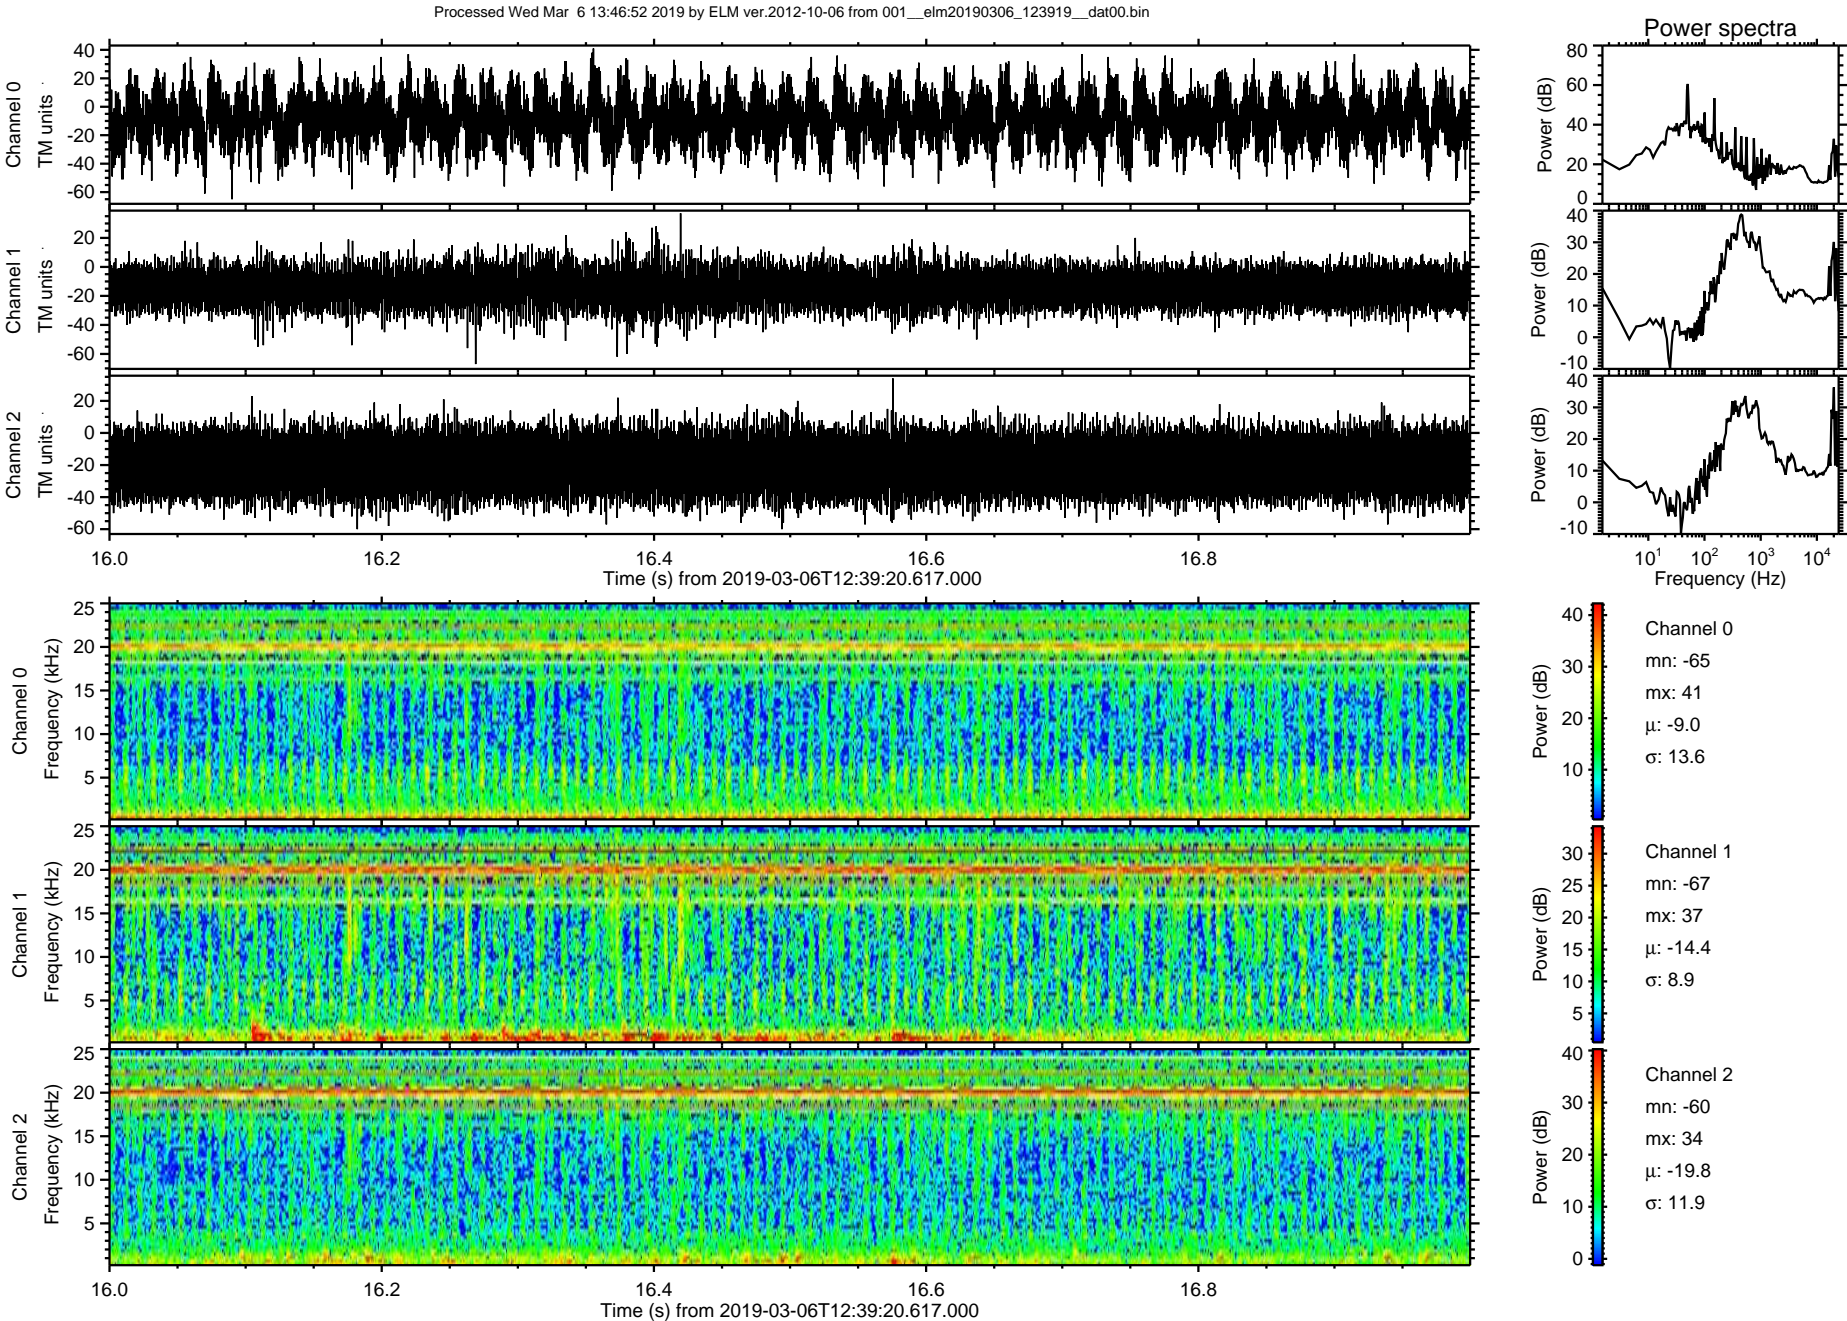 Processed Wed Mar 6 13:46:52 2019 by ELM ver.2012-10-06 from 001__elm20190306_123919__dat00.bin
Power spectra
Channel 0
TM units
40
20
0
-20
-40
-60
Power (dB)
80
60
40
20
0
Channel 1
TM units
20
0
-20
-40
-60
Power (dB)
40
30
20
10
0
-10
Channel 2
TM units
20
0
-20
-40
-60
Power (dB)
40
30
20
10
0
-10
16.0 16.2 16.4 16.6 16.8
Time (s) from 2019-03-06T12:39:20.617.000
10^1 10^2 10^3 10^4
Frequency (Hz)
Channel 0
Frequency (kHz)
25
20
15
10
5
Power (dB)
40
30
20
10
Channel 0
mn: -65
mx: 41
μ: -9.0
σ: 13.6
Channel 1
Frequency (kHz)
25
20
15
10
5
Power (dB)
30
25
20
15
10
5
Channel 1
mn: -67
mx: 37
μ: -14.4
σ: 8.9
Channel 2
Frequency (kHz)
25
20
15
10
5
Power (dB)
40
30
20
10
0
Channel 2
mn: -60
mx: 34
μ: -19.8
σ: 11.9
16.0 16.2 16.4 16.6 16.8
Time (s) from 2019-03-06T12:39:20.617.000